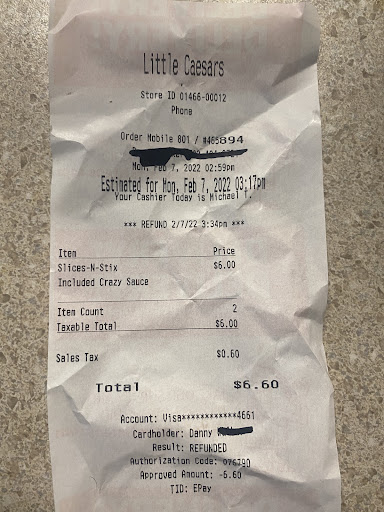 Little Caesars
Store ID 01466-00012
Phone
Order Mobile 801 / #465894
Mon, Feb 7, 2022 02:59pm
Estimated for Mon, Feb 7, 2022 03:17pm
Your Cashier Today is Michael T.
*** REFUND 2/7/22 3:34pm ***
Item Price
Slices-N-Stix $6.00
Included Crazy Sauce
Item Count 2
Taxable Total $6.00
Sales Tax $0.60
Total $6.60
Account: Visa************4661
Cardholder: Danny
Result: REFUNDED
Authorization Code: 076790
Approved Amount: -6.60
TID: EPay